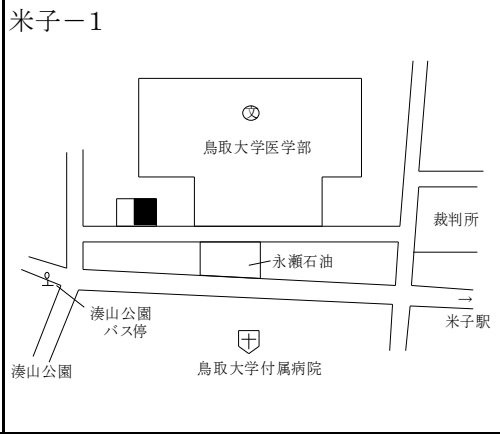 米子－1
文
鳥取大学医学部
裁判所
永瀬石油
湊山公園
バス停
→
米子駅
湊山公園
鳥取大学付属病院